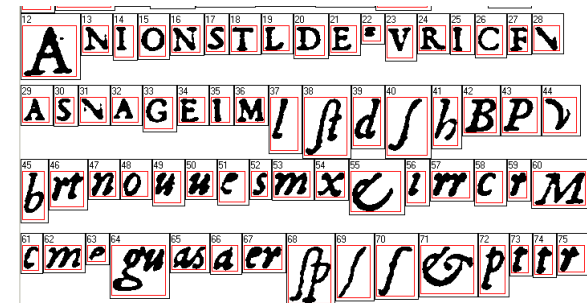 12 13 14 15 16 17 18 19 20 21 22 23 24 25 26 27 28
A N I O N S T L D E s V R I C F
29 30 31 32 33 34 35 36 37 38 39 40 41 42 43 44
A S A G E I M l ſt d ſ h B P v
45 46 47 48 49 50 51 52 53 54 55 56 57 58 59 60
b rt n o u u e s m x & i rr c r M
61 62 63 64 65 66 67 68 69 70 71 72 73 74 75
c m e gu as a er ſp / ſ & p t t r